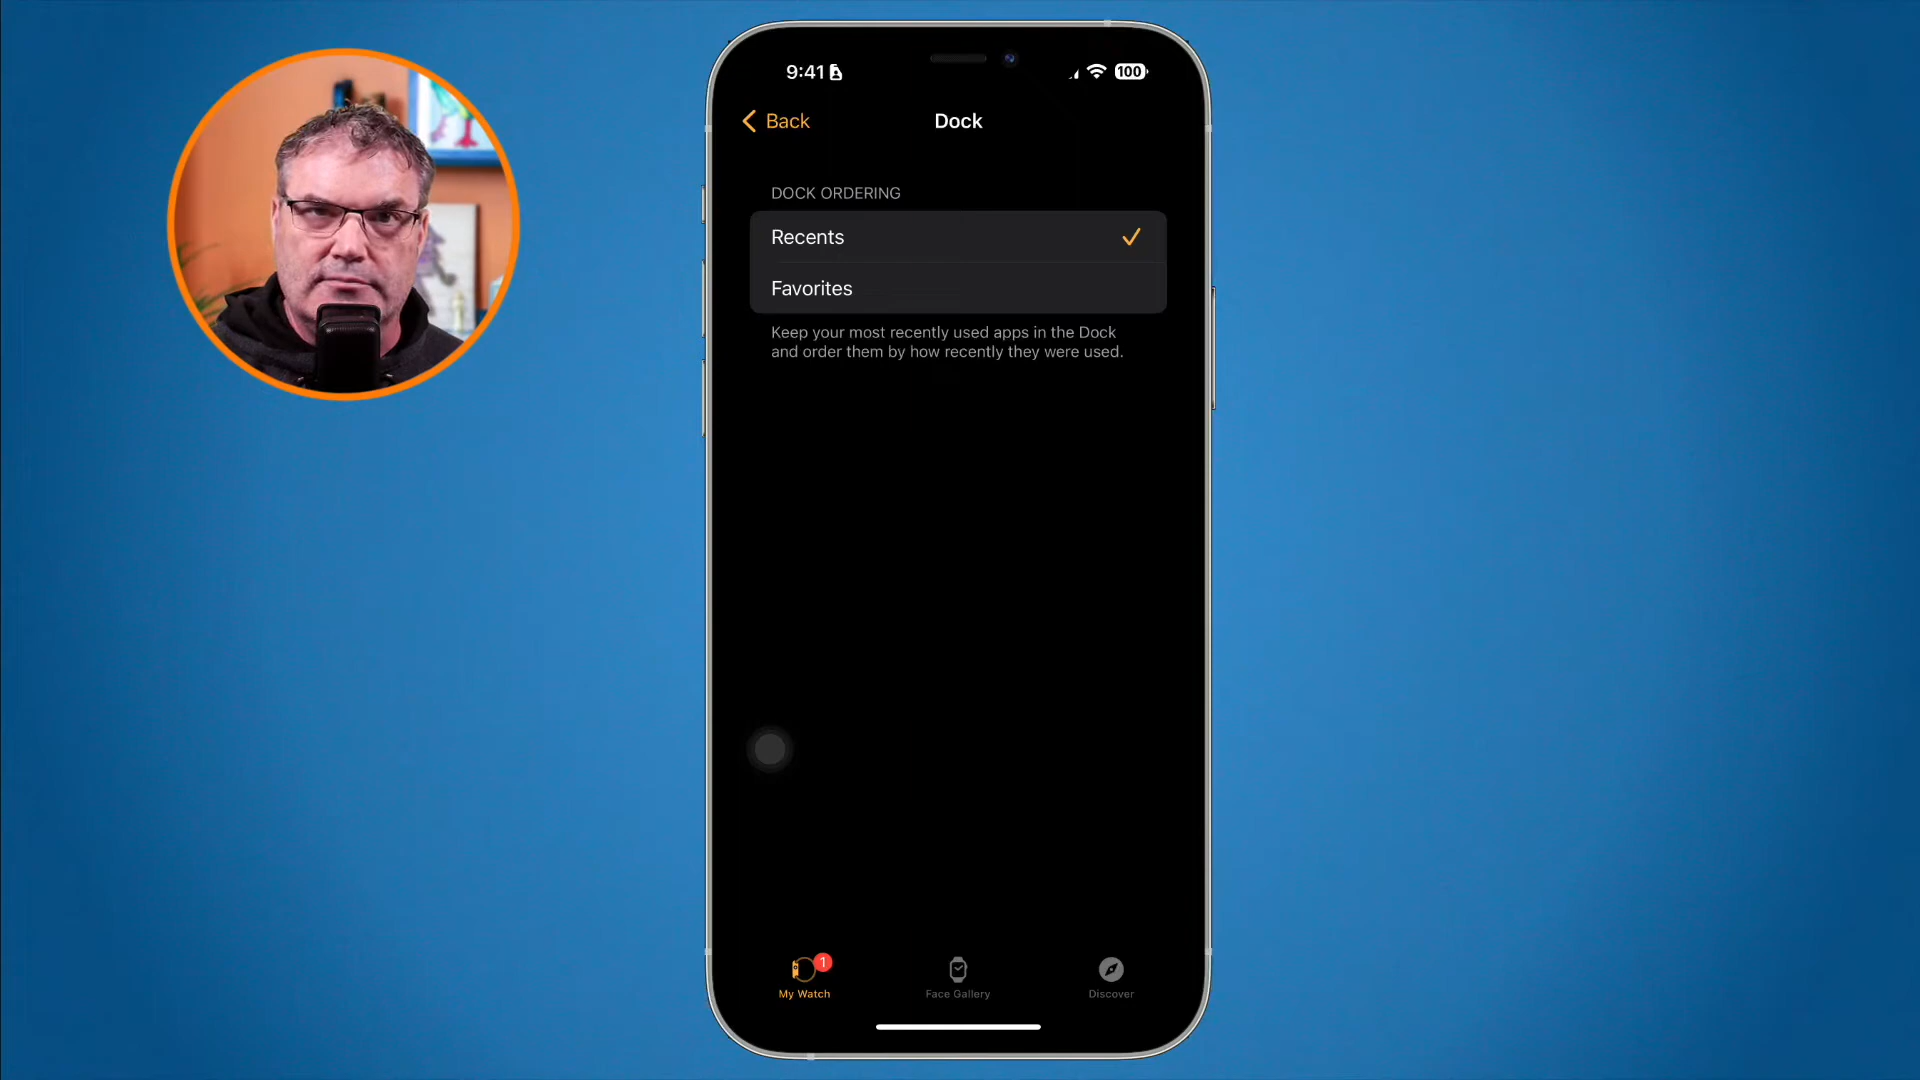 9:41
100
Back
Dock
DOCK ORDERING
Recents
Favorites
Keep your most recently used apps in the Dock
and order them by how recently they were used.
1
My Watch
Face Gallery
Discover